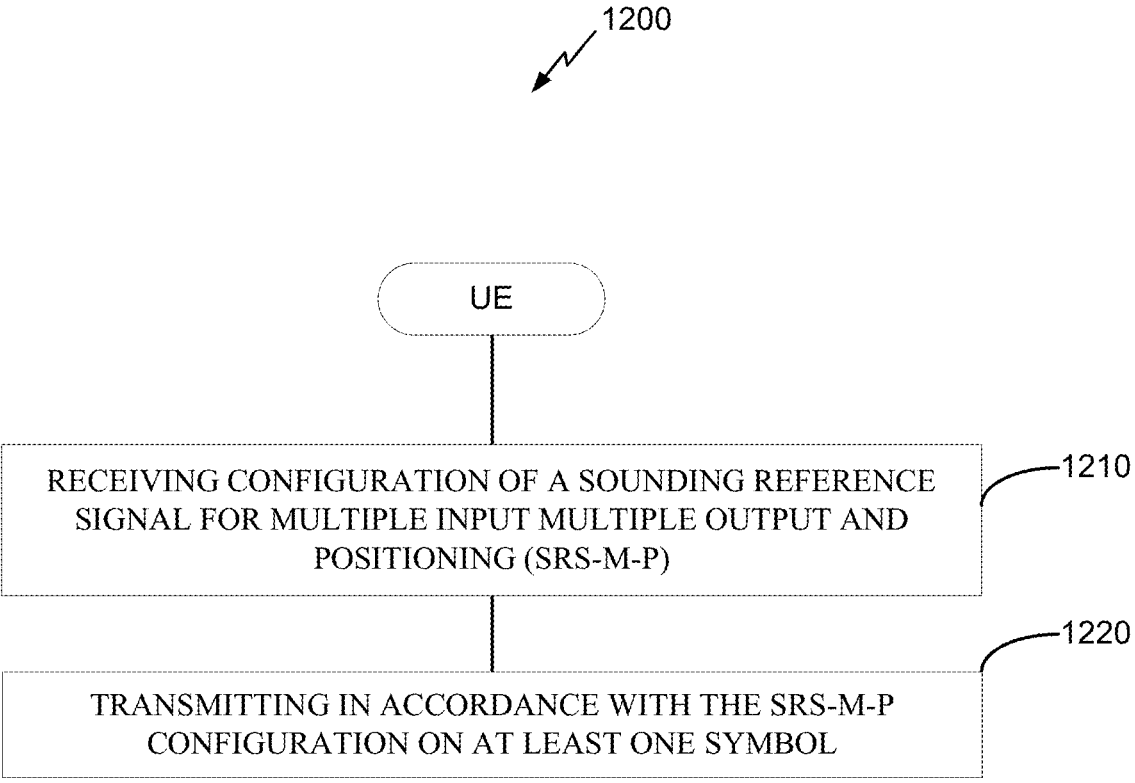 1200
UE
RECEIVING CONFIGURATION OF A SOUNDING REFERENCE
SIGNAL FOR MULTIPLE INPUT MULTIPLE OUTPUT AND
POSITIONING (SRS-M-P)
1210
TRANSMITTING IN ACCORDANCE WITH THE SRS-M-P
CONFIGURATION ON AT LEAST ONE SYMBOL
1220